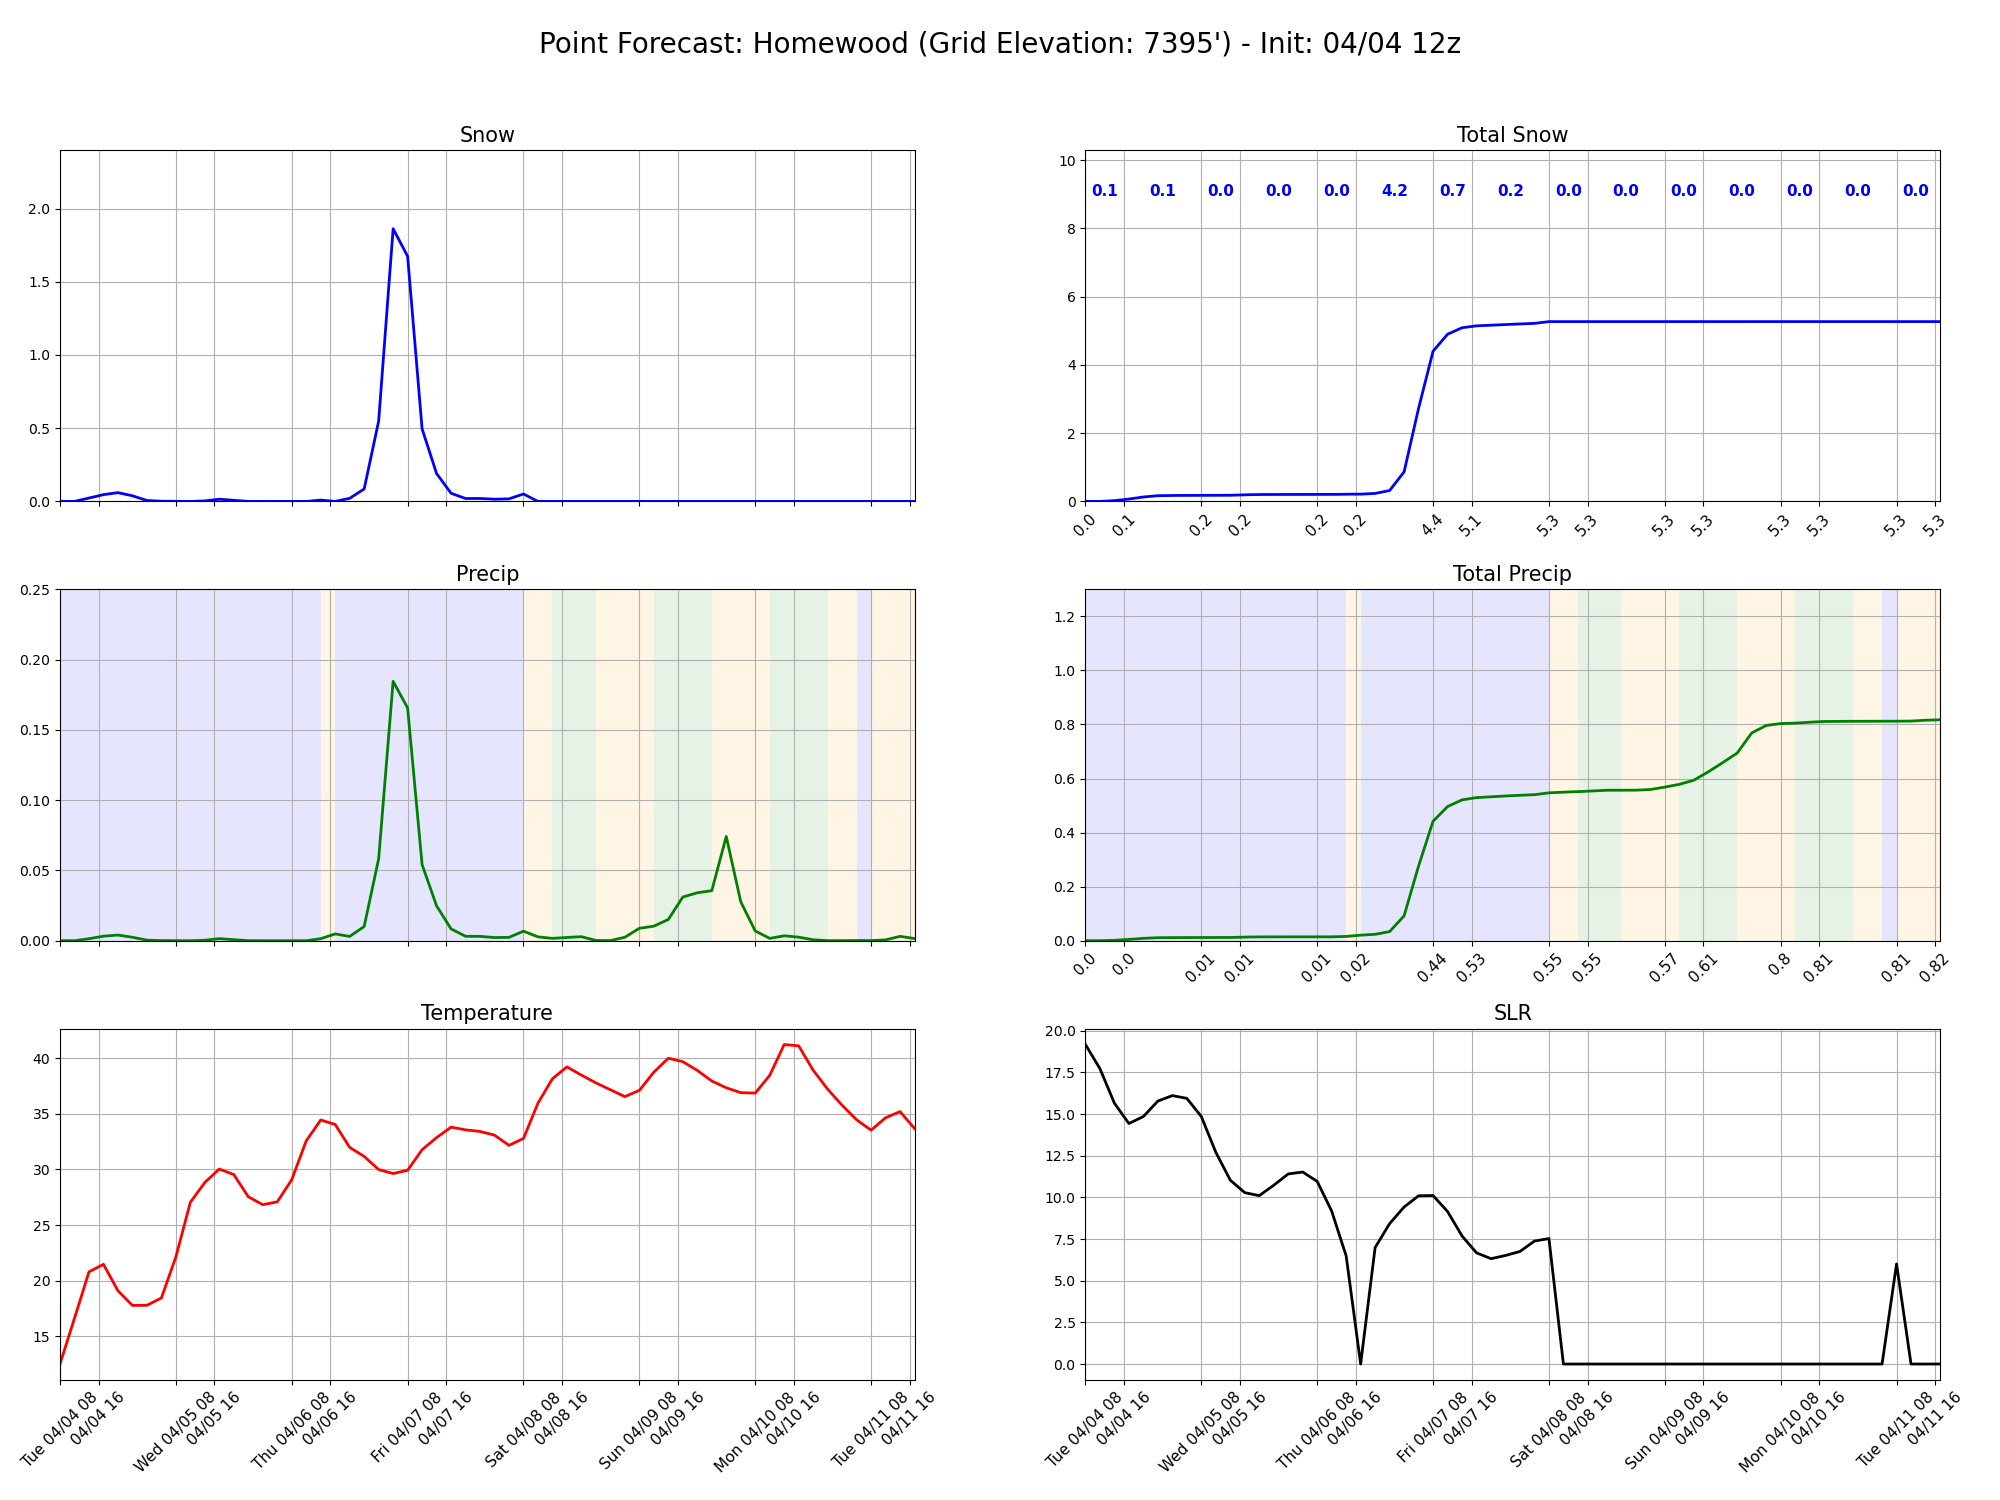 Point Forecast: Homewood (Grid Elevation: 7395') - Init: 04/04 12z
Snow
2.0
1.5
1.0
0.5
0.0
Total Snow
10
8
6
4
2
0
0.1 0.1 0.0 0.0 0.0 4.2 0.7 0.2 0.0 0.0 0.0 0.0 0.0 0.0 0.0
0.0 0.1 0.2 0.2 0.2 0.2 4.4 5.1 5.3 5.3 5.3 5.3 5.3 5.3 5.3 5.3
Precip
0.25
0.20
0.15
0.10
0.05
0.00
Total Precip
1.2
1.0
0.8
0.6
0.4
0.2
0.0
0.0 0.0 0.01 0.01 0.01 0.02 0.44 0.53 0.55 0.55 0.57 0.61 0.8 0.81 0.81 0.82
Temperature
40
35
30
25
20
15
Tue 04/04 08
04/04 16
Wed 04/05 08
04/05 16
Thu 04/06 08
04/06 16
Fri 04/07 08
04/07 16
Sat 04/08 08
04/08 16
Sun 04/09 08
04/09 16
Mon 04/10 08
04/10 16
Tue 04/11 08
04/11 16
SLR
20.0
17.5
15.0
12.5
10.0
7.5
5.0
2.5
0.0
Tue 04/04 08
04/04 16
Wed 04/05 08
04/05 16
Thu 04/06 08
04/06 16
Fri 04/07 08
04/07 16
Sat 04/08 08
04/08 16
Sun 04/09 08
04/09 16
Mon 04/10 08
04/10 16
Tue 04/11 08
04/11 16